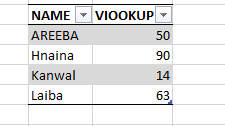 NAME VIOOKUP
AREEBA 50
Hnaina 90
Kanwal 14
Laiba 63